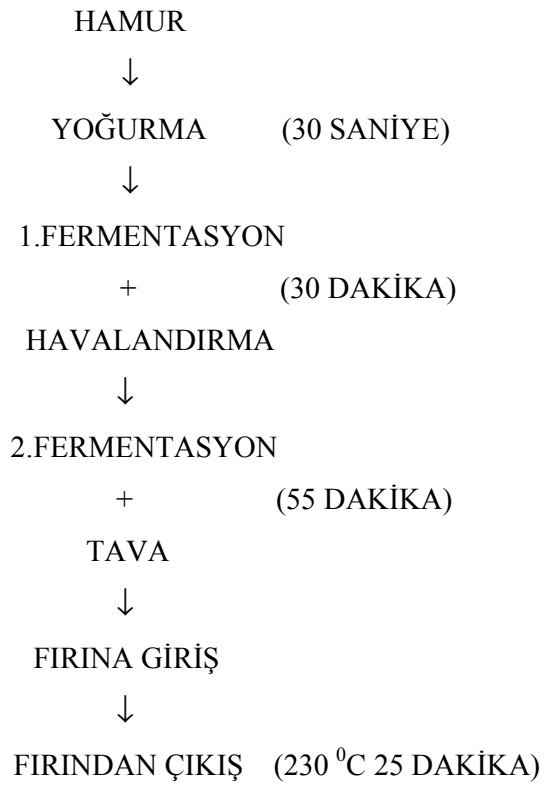 HAMUR
↓
YOĞURMA (30 SANİYE)
↓
1.FERMENTASYON
+ (30 DAKİKA)
HAVALANDIRMA
↓
2.FERMENTASYON
+ (55 DAKİKA)
TAVA
↓
FIRINA GİRİŞ
↓
FIRINDAN ÇIKIŞ (230 ⁰C 25 DAKİKA)